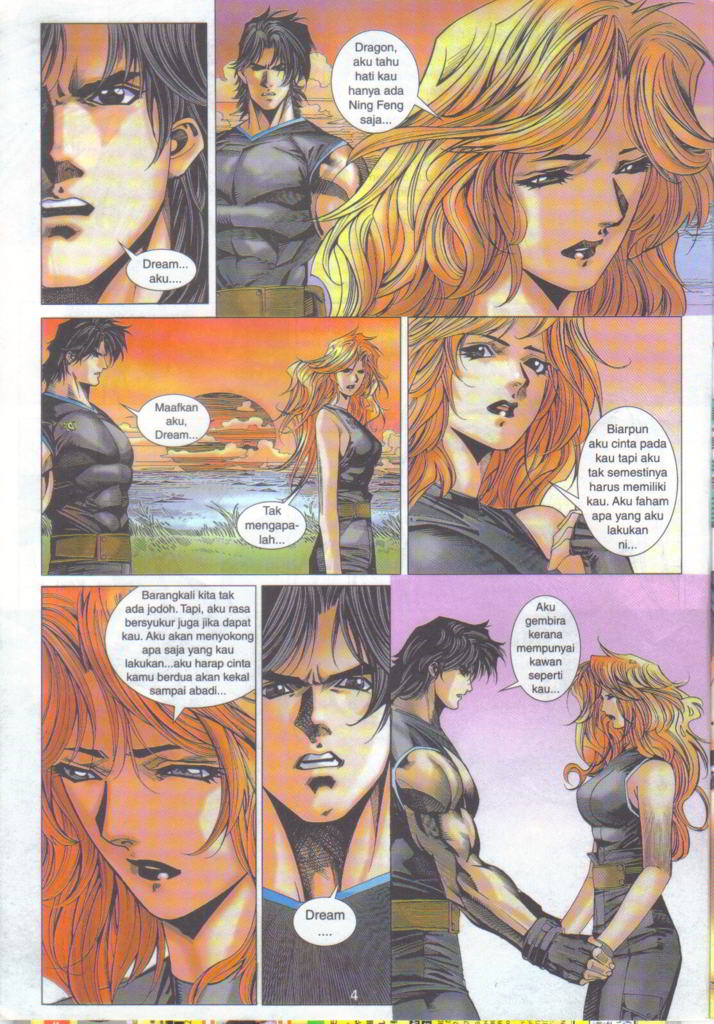 Dream...
aku....
Dragon,
aku tahu
hati kau
hanya ada
Ning Feng
saja...
Maafkan
aku,
Dream...
Tak
mengapa-
lah...
Biarpun
aku cinta pada
kau tapi aku
tak semestinya
harus memiliki
kau. Aku faham
apa yang aku
lakukan
ni...
Barangkali kita tak
ada jodoh. Tapi, aku rasa
bersyukur juga jika dapat
kau. Aku akan menyokong
apa saja yang kau
lakukan...aku harap cinta
kamu berdua akan kekal
sampai abadi...
Dream
....
Aku
gembira
kerana
mempunyai
kawan
seperti
kau...
4